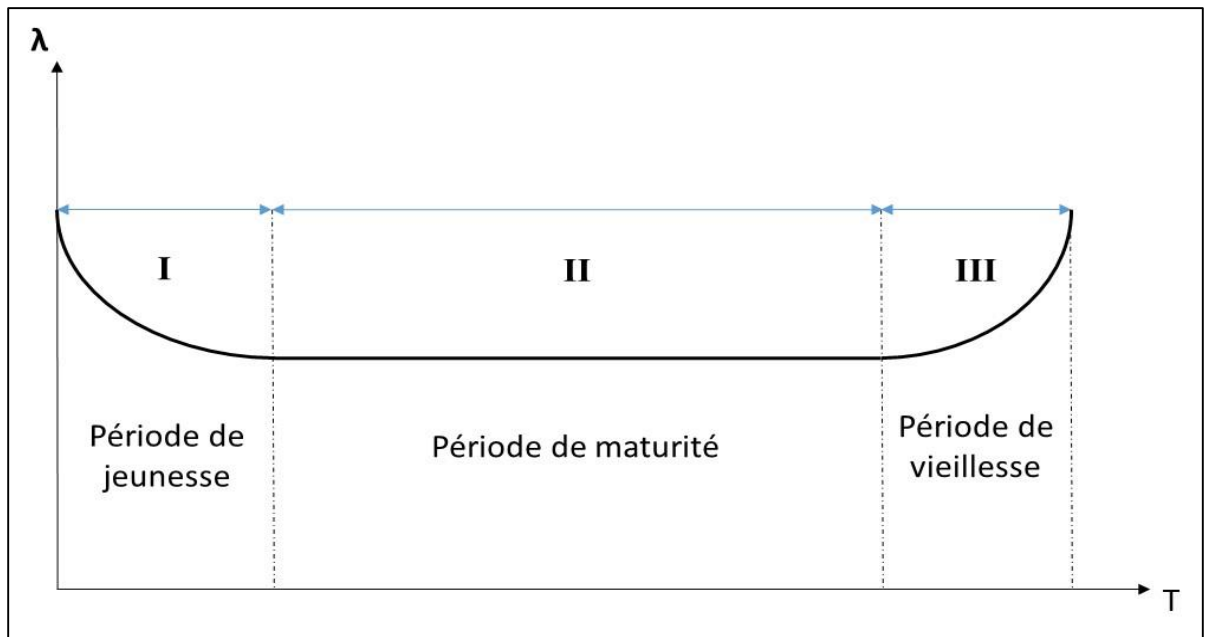 λ
I
II
III
Période de
jeunesse
Période de maturité
Période de
vieillesse
T